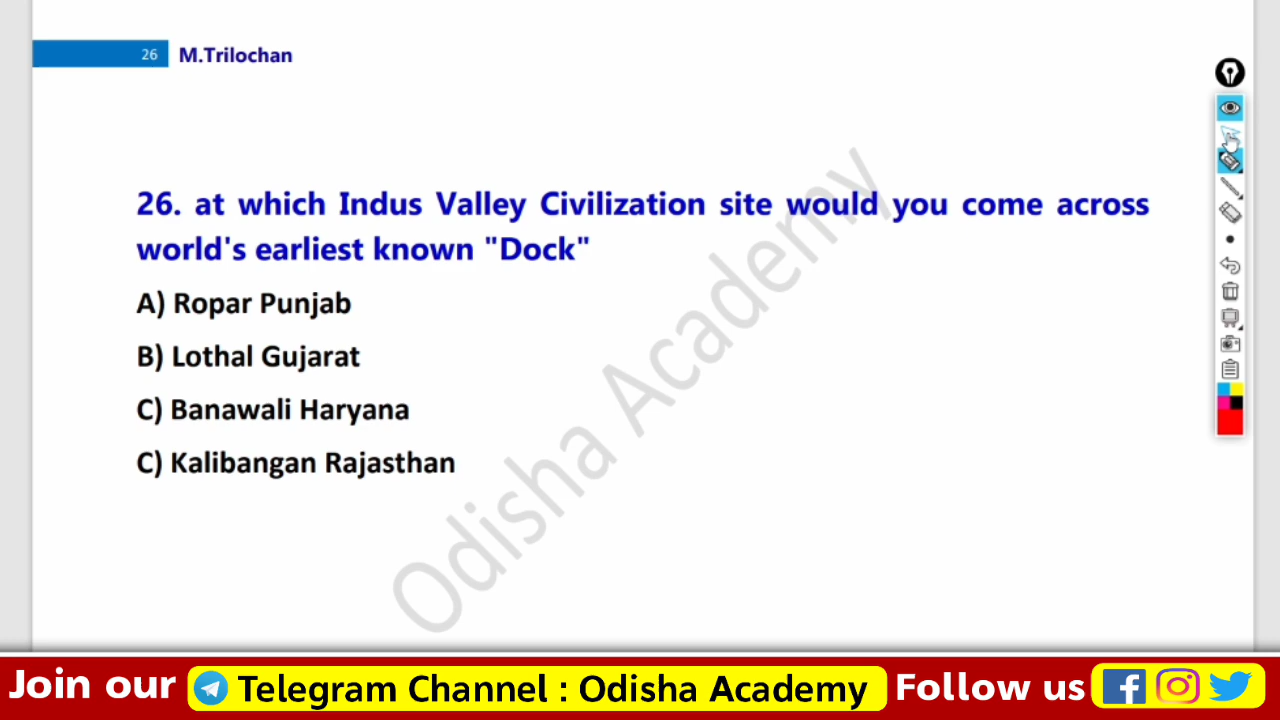 26 M.Trilochan
26. at which Indus Valley Civilization site would you come across
world's earliest known "Dock"
A) Ropar Punjab
B) Lothal Gujarat
C) Banawali Haryana
C) Kalibangan Rajasthan
Odisha Academy
Join our Telegram Channel : Odisha Academy Follow us